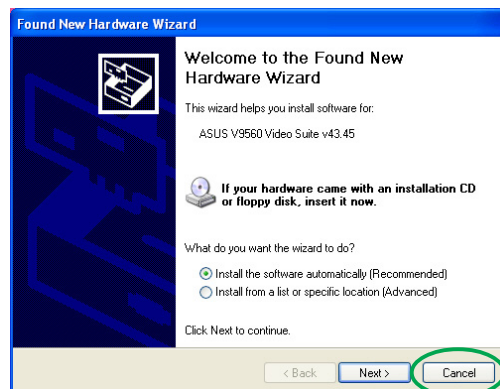 Found New Hardware Wizard
Welcome to the Found New
Hardware Wizard
This wizard helps you install software for:
ASUS V9560 Video Suite v43.45
If your hardware came with an installation CD
or floppy disk, insert it now.
What do you want the wizard to do?
Install the software automatically (Recommended)
Install from a list or specific location (Advanced)
Click Next to continue.
< Back
Next >
Cancel